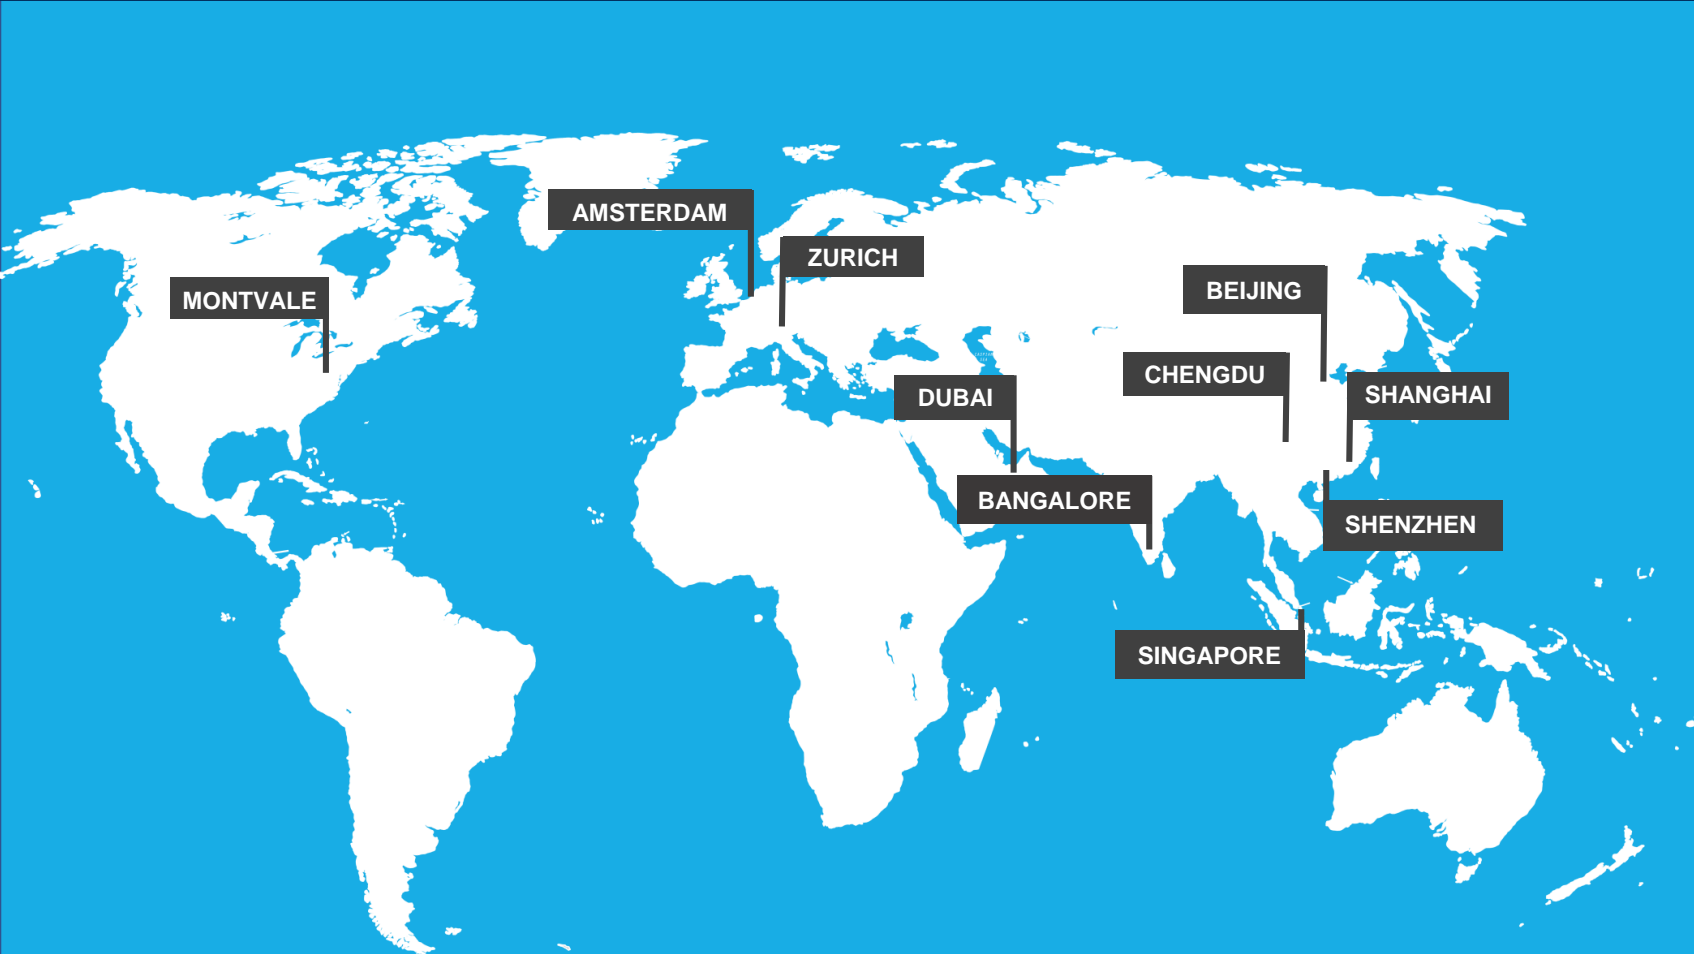 AMSTERDAM
ZURICH
MONTVALE
BEIJING
CHENGDU
DUBAI
SHANGHAI
BANGALORE
SHENZHEN
SINGAPORE